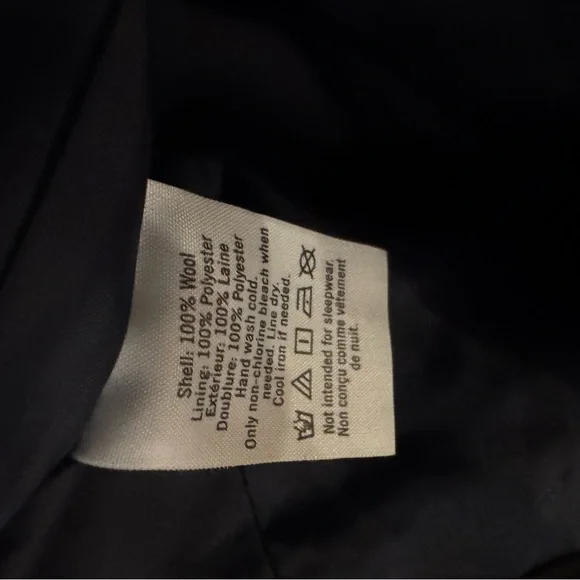 Shell: 100% Wool
Lining: 100% Polyester
Extérieur: 100% Laine
Doublure: 100% Polyester
Hand wash cold.
Only non-chlorine bleach when
needed. Line dry.
Cool iron if needed.
Not intended for sleepwear.
Non conçu comme vêtement
de nuit.